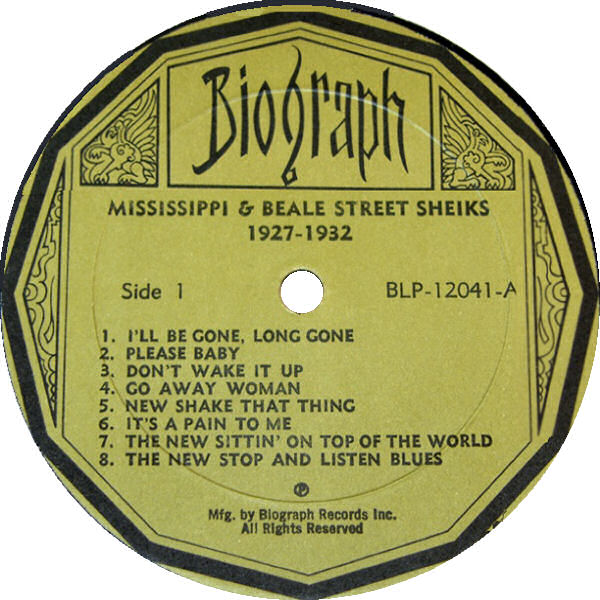 Biograph
MISSISSIPPI & BEALE STREET SHEIKS
1927-1932
Side 1
BLP-12041-A
1. I'LL BE GONE, LONG GONE
2. PLEASE BABY
3. DON'T WAKE IT UP
4. GO AWAY WOMAN
5. NEW SHAKE THAT THING
6. IT'S A PAIN TO ME
7. THE NEW SITTIN' ON TOP OF THE WORLD
8. THE NEW STOP AND LISTEN BLUES
℗
Mfg. by Biograph Records Inc.
All Rights Reserved